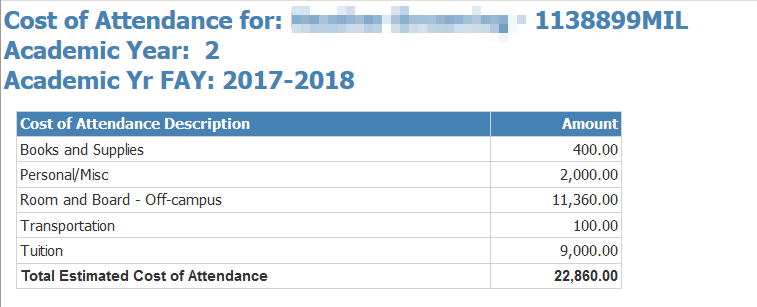 Cost of Attendance for: 1138899MIL
Academic Year: 2
Academic Yr FAY: 2017-2018
Cost of Attendance Description Amount
Books and Supplies 400.00
Personal/Misc 2,000.00
Room and Board - Off-campus 11,360.00
Transportation 100.00
Tuition 9,000.00
Total Estimated Cost of Attendance 22,860.00